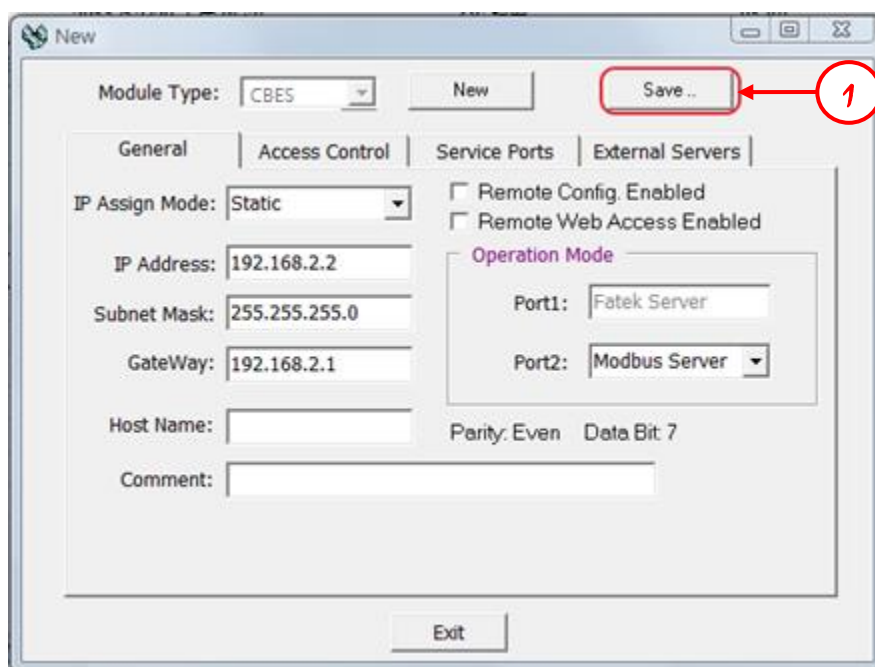 New
Module Type: CBES New Save ..
1
General Access Control Service Ports External Servers
IP Assign Mode: Static
Remote Config. Enabled
Remote Web Access Enabled
IP Address: 192.168.2.2
Subnet Mask: 255.255.255.0
GateWay: 192.168.2.1
Operation Mode
Port1: Fatek Server
Port2: Modbus Server
Host Name:
Parity: Even Data Bit: 7
Comment:
Exit